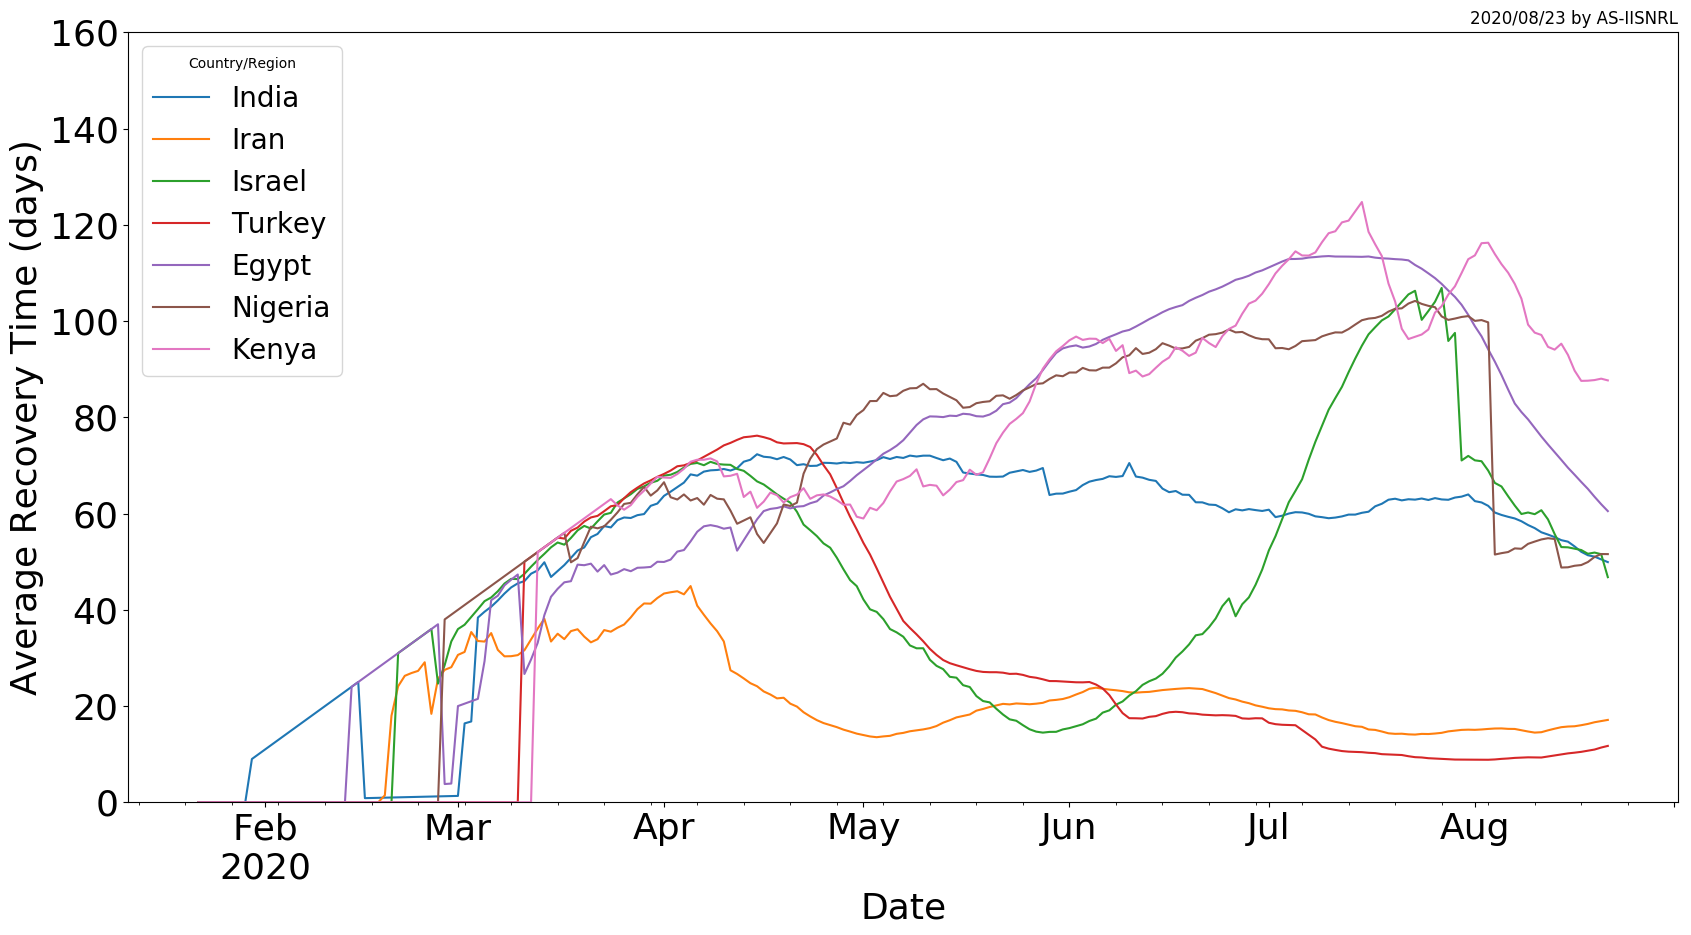 2020/08/23 by AS-IISNRL
Average Recovery Time (days)
160
140
120
100
80
60
40
20
0
Country/Region
India
Iran
Israel
Turkey
Egypt
Nigeria
Kenya
Feb Mar Apr May Jun Jul Aug
2020
Date